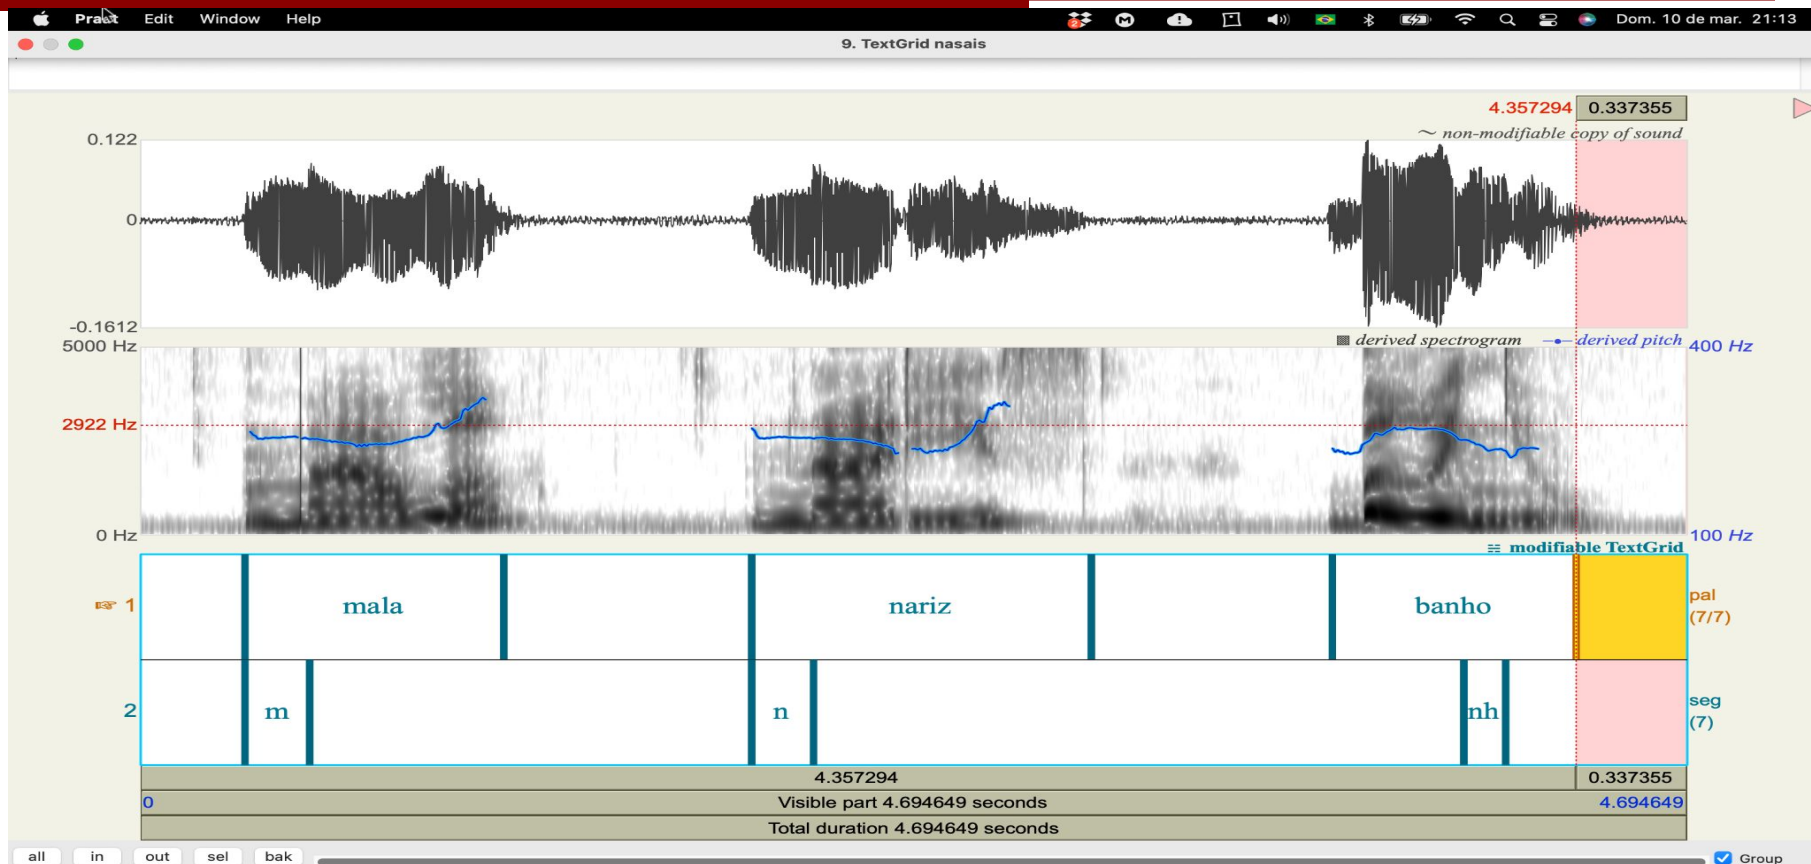 Praat Edit Window Help 2 Dom. 10 de mar. 21:13
9. TextGrid nasais
4.357294 0.337355
~ non-modifiable copy of sound
0.122
0
-0.1612
derived spectrogram derived pitch
5000 Hz 400 Hz
2922 Hz
0 Hz 100 Hz
modifiable TextGrid
1 mala nariz banho pal
(7/7)
2 m n nh seg
(7)
4.357294 0.337355
0 Visible part 4.694649 seconds 4.694649
Total duration 4.694649 seconds
all in out sel bak Group